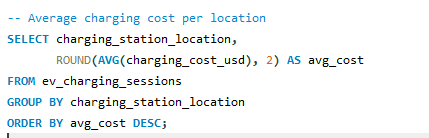 -- Average charging cost per location
SELECT charging_station_location,
       ROUND(AVG(charging_cost_usd), 2) AS avg_cost
FROM ev_charging_sessions
GROUP BY charging_station_location
ORDER BY avg_cost DESC;